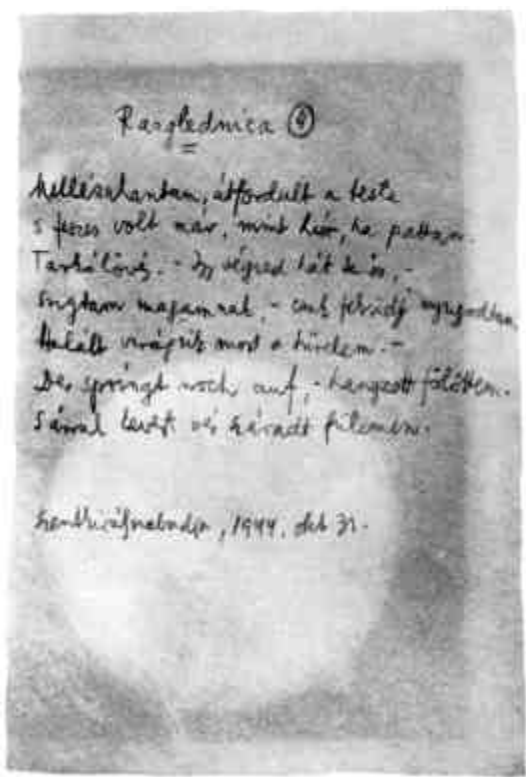 Razglednica ④
Mellézuhantam, átfordult a teste
s feszes volt már, mint húr, ha pattan.
Tarkólövés. - Így végzed hát te is, -
súgtam magamnak, - csak feküdj nyugodtan.
Halált virágzik most a türelem. -
Der springt noch auf, - hangzott fölöttem.
Sárral kevert vér száradt fülemen.
Szentkirályszabadja, 1944. okt 31.